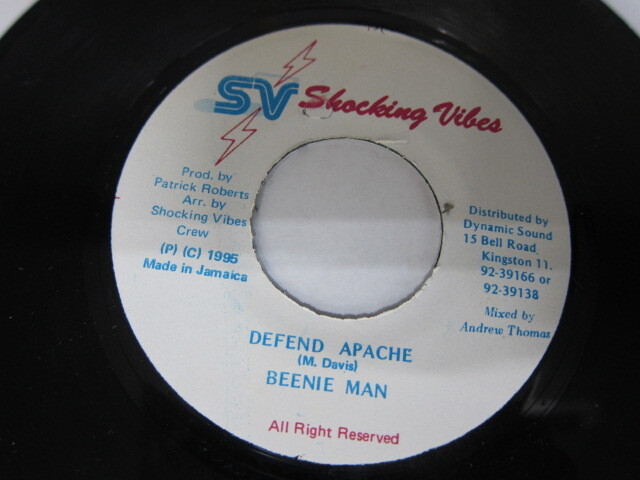 SV Shocking Vibes
Prod. by
Patrick Roberts
Arr. by
Shocking Vibes
Crew
(P) (C) 1995
Made in Jamaica
Distributed by
Dynamic Sound
15 Bell Road,
Kingston 11.
92-39166 or
92-39138
Mixed by
Andrew Thomas
DEFEND APACHE
(M. Davis)
BEENIE MAN
All Right Reserved